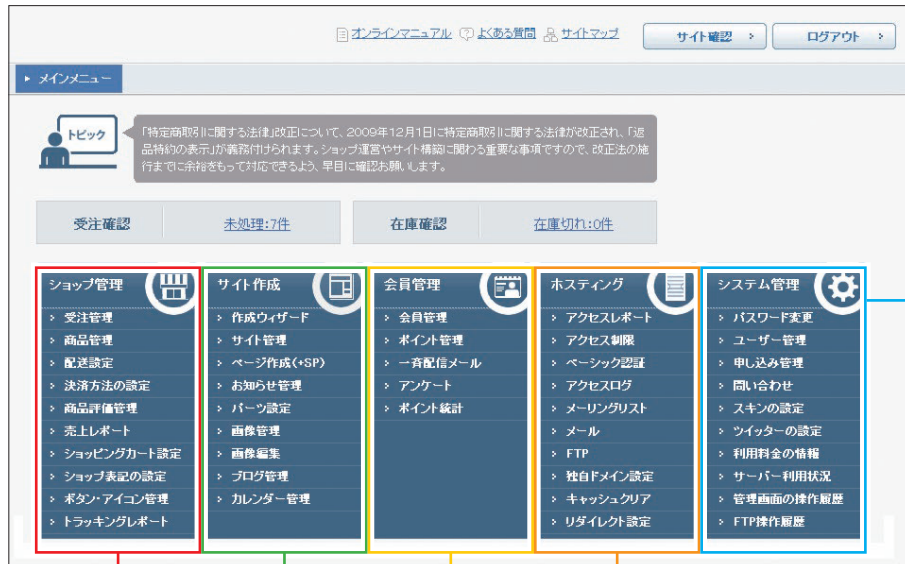 オンラインマニュアル よくある質問 サイトマップ サイト確認 ログアウト
メインメニュー
トピック
「特定商取引に関する法律」改正について、2009年12月1日に特定商取引に関する法律が改正され、「返
品特約の表示」が義務付けられます。ショップ運営やサイト構築に関わる重要な事項ですので、改正法の施
行までに余裕をもって対応できるよう、早目に確認お願いします。
受注確認 未処理:7件 在庫確認 在庫切れ:0件
ショップ管理
受注管理
商品管理
配送設定
決済方法の設定
商品評価管理
売上レポート
ショッピングカート設定
ショップ表記の設定
ボタン・アイコン管理
トラッキングレポート
サイト作成
作成ウィザード
サイト管理
ページ作成(+SP)
お知らせ管理
パーツ設定
画像管理
画像編集
ブログ管理
カレンダー管理
会員管理
会員管理
ポイント管理
一斉配信メール
アンケート
ポイント統計
ホスティング
アクセスレポート
アクセス制限
ベーシック認証
アクセスログ
メーリングリスト
メール
FTP
独自ドメイン設定
キャッシュクリア
リダイレクト設定
システム管理
パスワード変更
ユーザー管理
申し込み管理
問い合わせ
スキンの設定
ツイッターの設定
利用料金の情報
サーバー利用状況
管理画面の操作履歴
FTP操作履歴